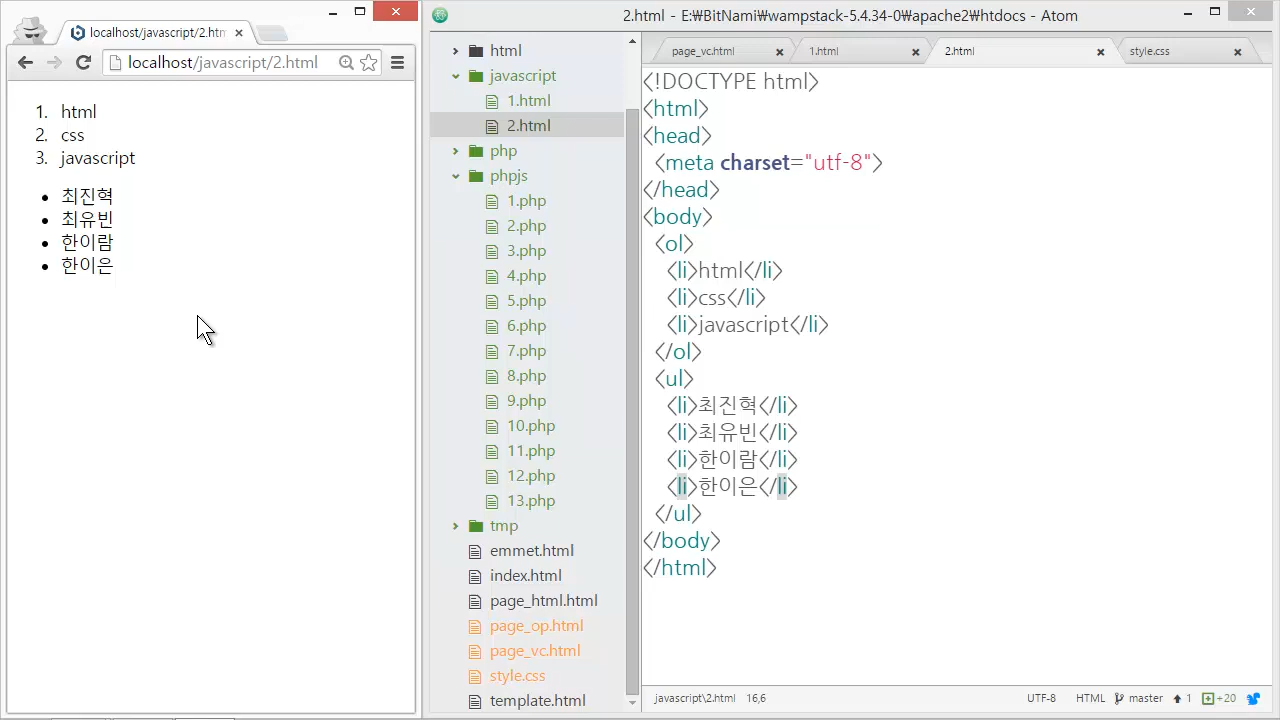 localhost/javascript/2.htm
localhost/javascript/2.html
1. html
2. css
3. javascript
• 최진혁
• 최유빈
• 한이람
• 한이은
2.html - E:₩BitNami₩wampstack-5.4.34-0₩apache2₩htdocs - Atom
html
javascript
1.html
2.html
php
phpjs
1.php
2.php
3.php
4.php
5.php
6.php
7.php
8.php
9.php
10.php
11.php
12.php
13.php
tmp
emmet.html
index.html
page_html.html
page_op.html
page_vc.html
style.css
template.html
page_vc.html 1.html 2.html style.css
<!DOCTYPE html>
<html>
<head>
  <meta charset="utf-8">
</head>
<body>
  <ol>
    <li>html</li>
    <li>css</li>
    <li>javascript</li>
  </ol>
  <ul>
    <li>최진혁</li>
    <li>최유빈</li>
    <li>한이람</li>
    <li>한이은</li>
  </ul>
</body>
</html>
javascript\2.html 16,6 UTF-8 HTML master 1 +20